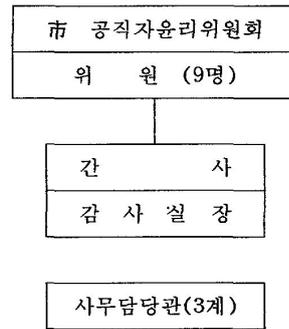 市 공직자윤리위원회
위 원 (9명)
간 사
감 사 실 장
사무담당관(3계)